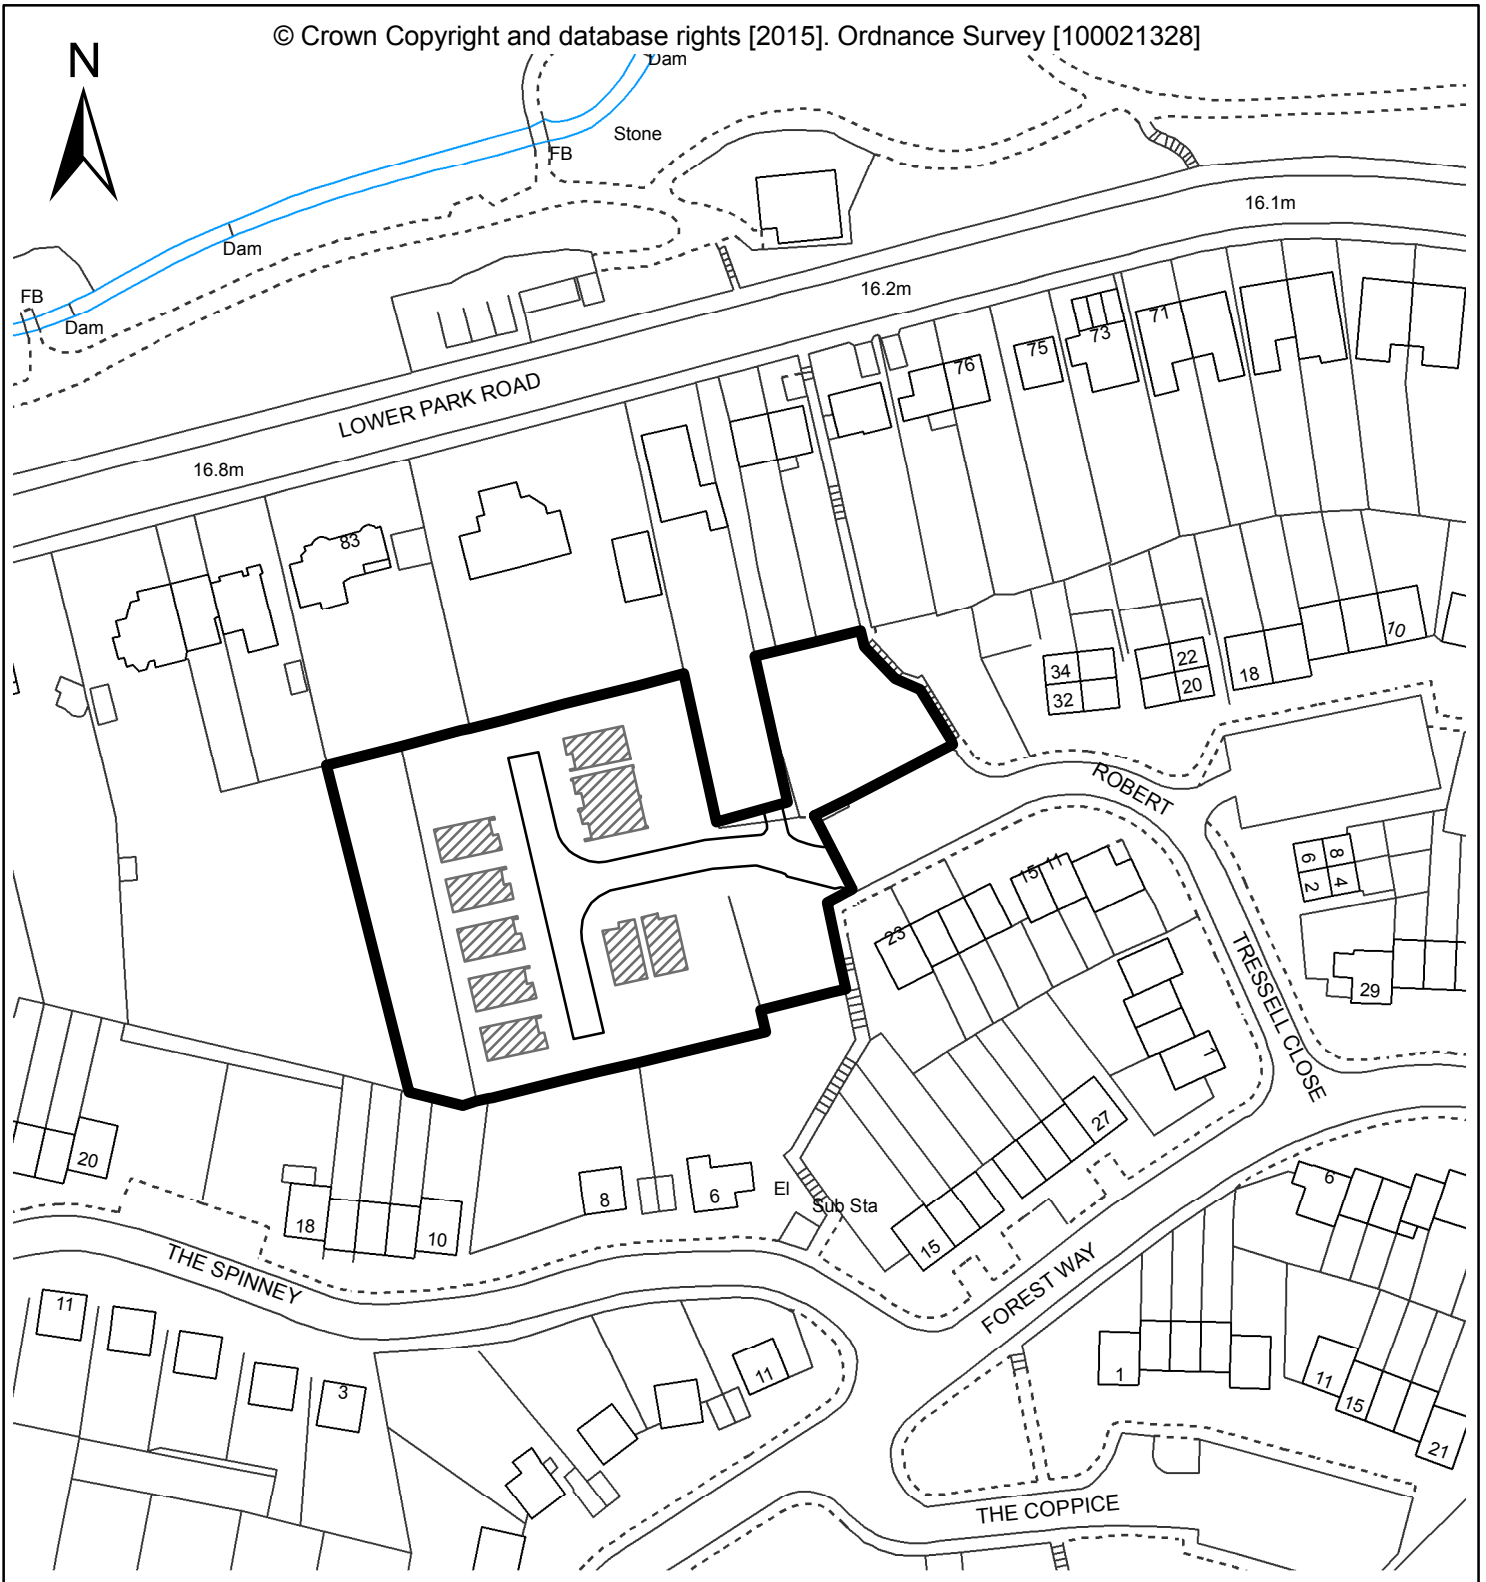 © Crown Copyright and database rights [2015]. Ordnance Survey [100021328]
N
Dam
Stone
FB
16.1m
Dam
16.2m
FB
Dam
71
73
75
76
LOWER PARK ROAD
16.8m
83
10
22
34
18
20
32
ROBERT
8
6
15
11
4
2
23
TRESSELL CLOSE
29
1
27
20
8
6
El
Sub Sta
6
18
10
15
THE SPINNEY
FOREST WAY
11
11
1
3
11
15
21
THE COPPICE